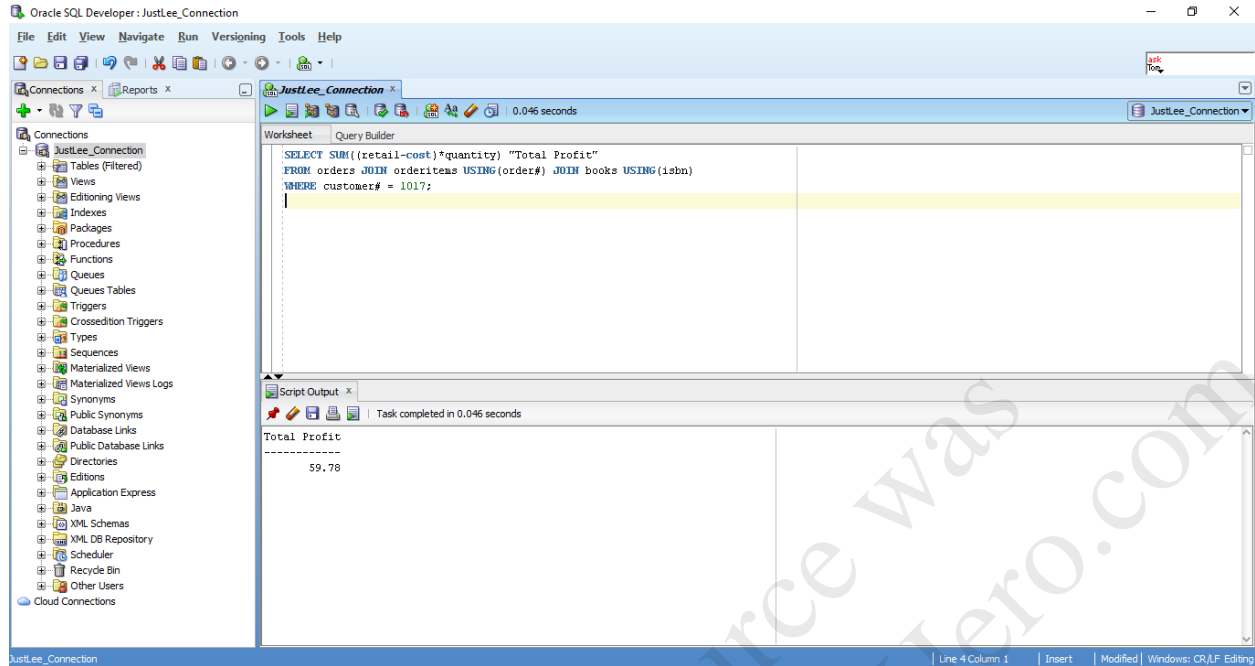 Oracle SQL Developer : JustLee_Connection
File Edit View Navigate Run Versioning Tools Help
ask
Tom
Connections x Reports x
JustLee_Connection x
0.046 seconds
JustLee_Connection
Worksheet Query Builder
SELECT SUM((retail-cost)*quantity) "Total Profit"
FROM orders JOIN orderitems USING(order#) JOIN books USING(isbn)
WHERE customer# = 1017;
Connections
JustLee_Connection
Tables (Filtered)
Views
Editioning Views
Indexes
Packages
Procedures
Functions
Queues
Queues Tables
Triggers
Crossedition Triggers
Types
Sequences
Materialized Views
Materialized Views Logs
Synonyms
Public Synonyms
Database Links
Public Database Links
Directories
Editions
Application Express
Java
XML Schemas
XML DB Repository
Scheduler
Recycle Bin
Other Users
Cloud Connections
Script Output x
Task completed in 0.046 seconds
Total Profit
------------
59.78
was
JustLee_Connection
Line 4 Column 1 Insert Modified Windows: CR/LF Editing